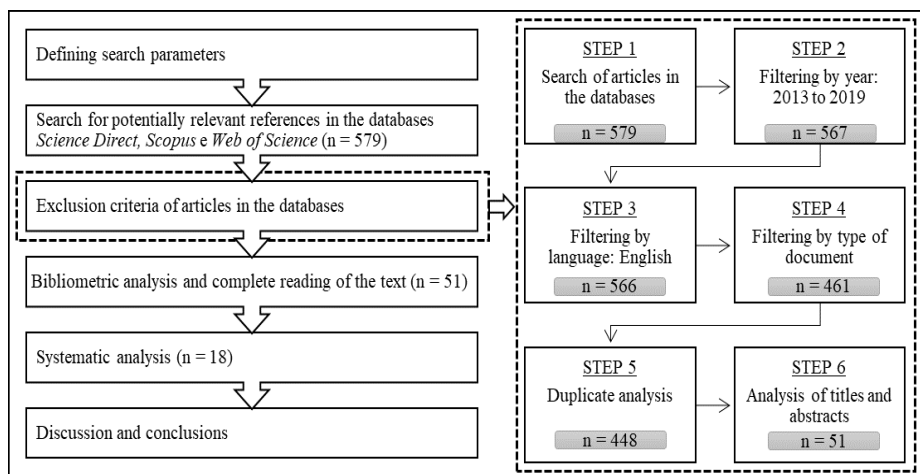 Defining search parameters
Search for potentially relevant references in the databases
Science Direct, Scopus e Web of Science (n = 579)
Exclusion criteria of articles in the databases
Bibliometric analysis and complete reading of the text (n = 51)
Systematic analysis (n = 18)
Discussion and conclusions
STEP 1
Search of articles in
the databases
n = 579
STEP 2
Filtering by year:
2013 to 2019
n = 567
STEP 3
Filtering by
language: English
n = 566
STEP 4
Filtering by type of
document
n = 461
STEP 5
Duplicate analysis
n = 448
STEP 6
Analysis of titles and
abstracts
n = 51